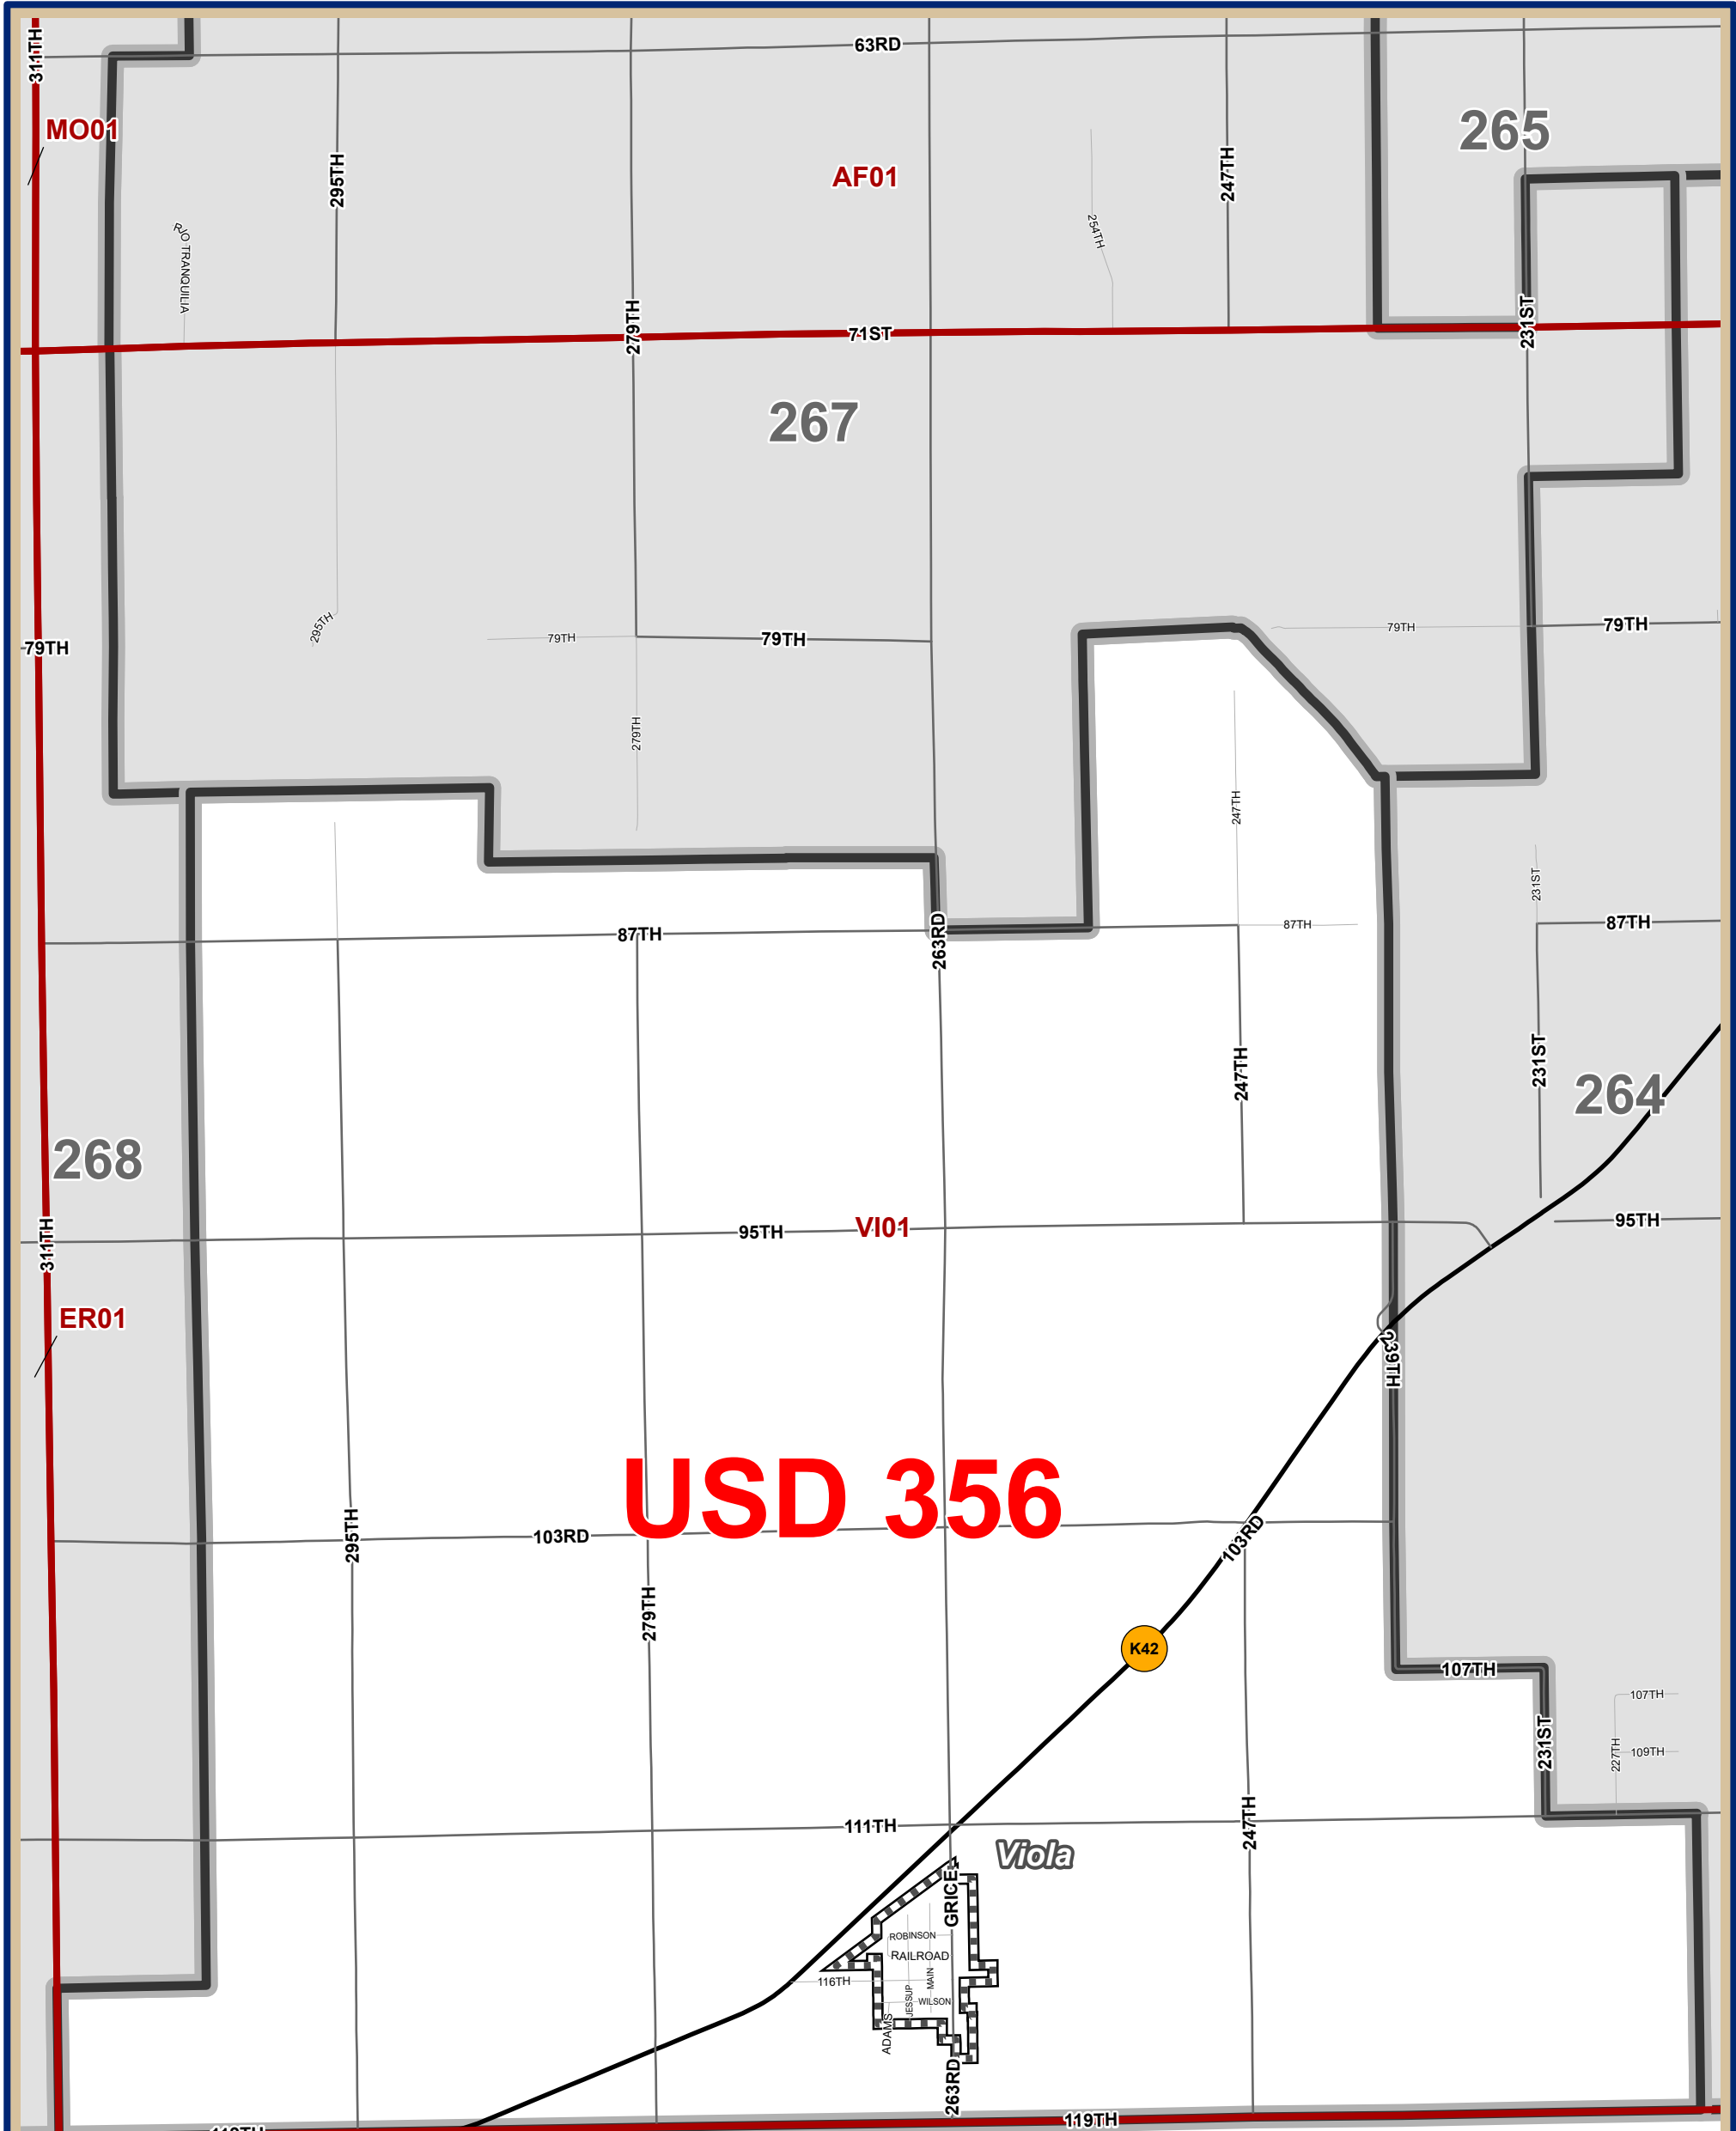 311TH
63RD
MO01
265
295TH
AF01
247TH
RIO TRANQUILIA
254TH
279TH
71ST
231ST
267
295TH
79TH
79TH
79TH
79TH
79TH
279TH
247TH
231ST
87TH
263RD
87TH
87TH
247TH
231ST
264
268
311TH
95TH
VI01
95TH
ER01
239TH
USD 356
295TH
103RD
103RD
279TH
K42
107TH
107TH
231ST
227TH
109TH
111TH
247TH
Viola
GRICE
ROBINSON
RAILROAD
116TH
MAIN
JESSUP
WILSON
ADAMS
263RD
119TH
119TH